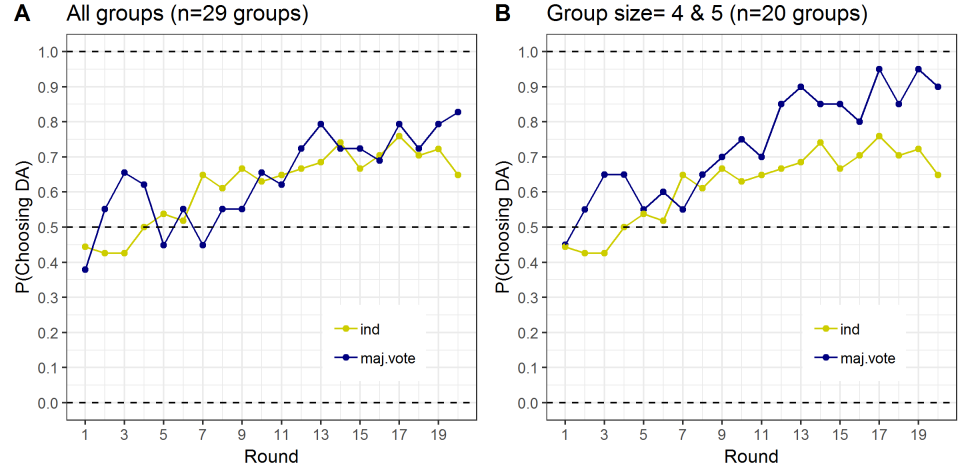 A All groups (n=29 groups)
P(Choosing DA)
1.0
0.9
0.8
0.7
0.6
0.5
0.4
0.3
0.2
0.1
0.0
ind
maj.vote
1 3 5 7 9 11 13 15 17 19
Round
B Group size= 4 & 5 (n=20 groups)
P(Choosing DA)
1.0
0.9
0.8
0.7
0.6
0.5
0.4
0.3
0.2
0.1
0.0
ind
maj.vote
1 3 5 7 9 11 13 15 17 19
Round